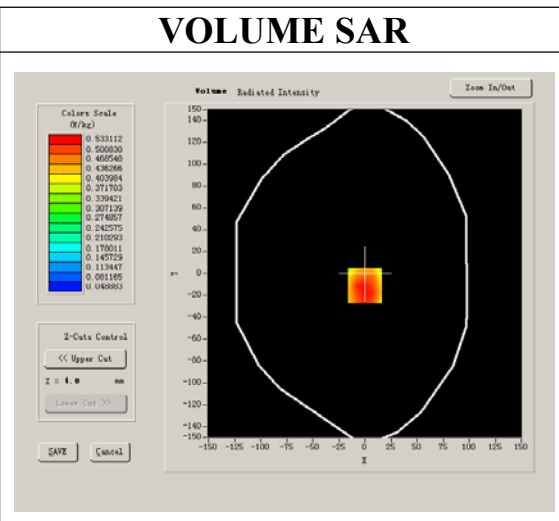 VOLUME SAR
Volume Radiated Intensity
Zoom In/Out
Colors Scale
(W/kg)
0.533112
0.500830
0.468548
0.436266
0.403984
0.371703
0.339421
0.307139
0.274857
0.242575
0.210293
0.178011
0.145729
0.113447
0.081165
0.048883
Z-Cuts Control
<< Upper Cut
Z = 4.0 mm
Lower Cut >>
SAVE
Cancel
150
140
120
100
80
60
40
20
0
-20
-40
-60
-80
-100
-120
-140
-150
Y
-150 -125 -100 -75 -50 -25 0 25 50 75 100 125 150
X